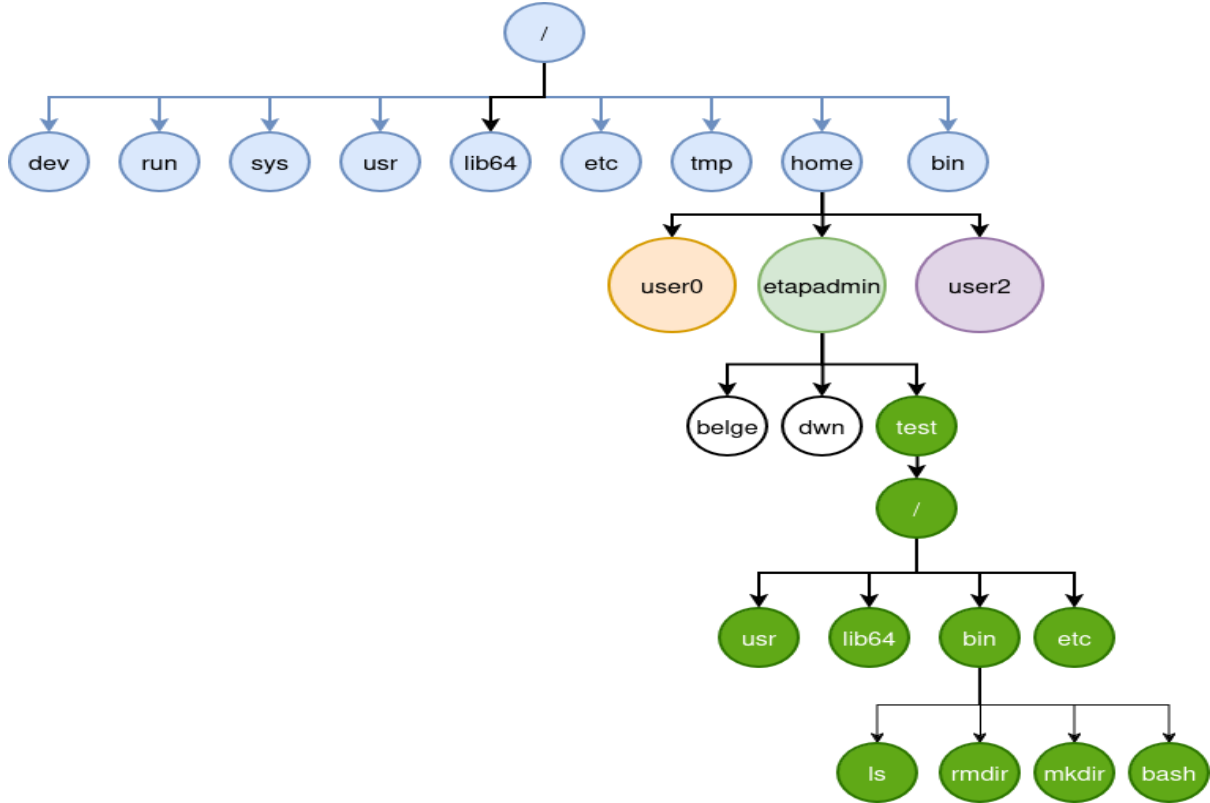 /
dev run sys usr lib64 etc tmp home bin
user0 etapadmin user2
belge dwn test
/
usr lib64 bin etc
ls rmdir mkdir bash